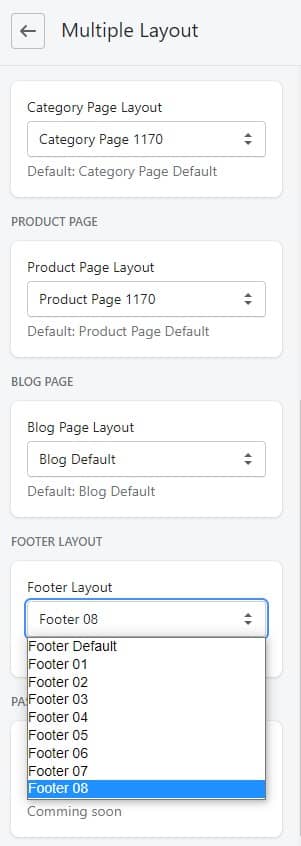 Multiple Layout
Category Page Layout
Category Page 1170
Default: Category Page Default
PRODUCT PAGE
Product Page Layout
Product Page 1170
Default: Product Page Default
BLOG PAGE
Blog Page Layout
Blog Default
Default: Blog Default
FOOTER LAYOUT
Footer Layout
Footer 08
Footer Default
Footer 01
Footer 02
Footer 03
Footer 04
Footer 05
Footer 06
Footer 07
Footer 08
Comming soon